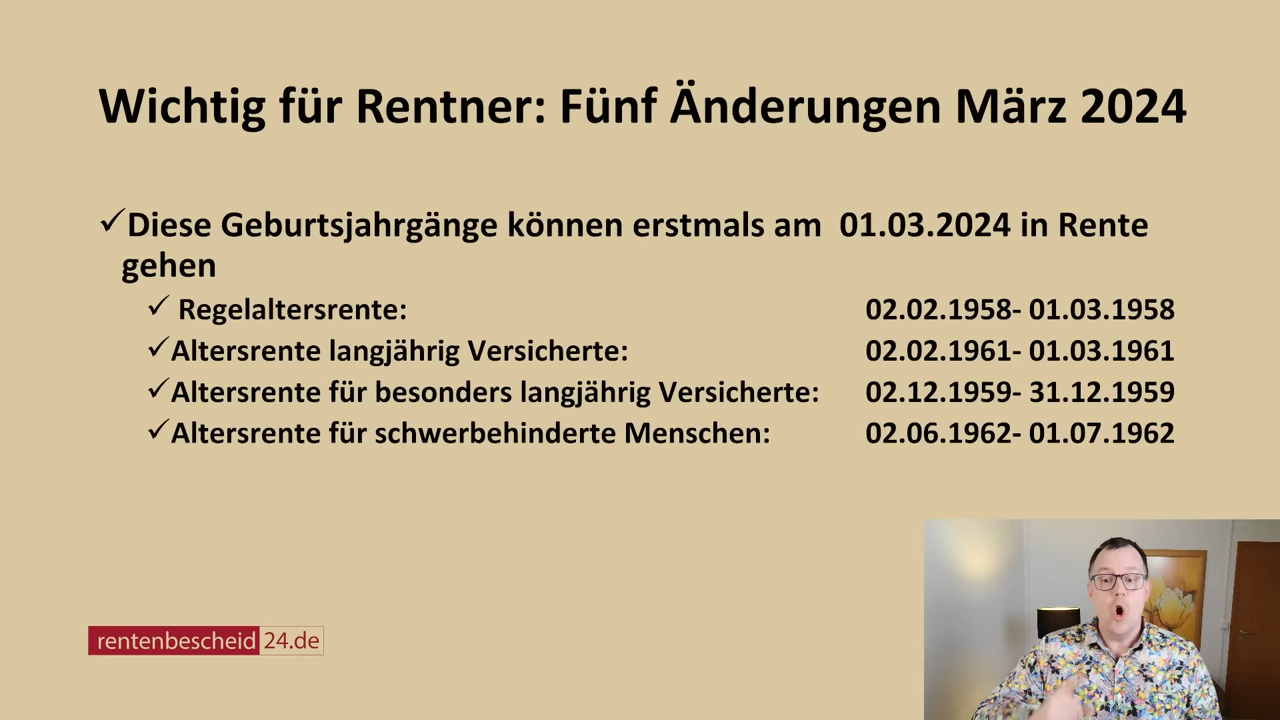 Wichtig für Rentner: Fünf Änderungen März 2024
✓Diese Geburtsjahrgänge können erstmals am  01.03.2024 in Rente
gehen
✓ Regelaltersrente: 02.02.1958- 01.03.1958
✓Altersrente langjährig Versicherte: 02.02.1961- 01.03.1961
✓Altersrente für besonders langjährig Versicherte: 02.12.1959- 31.12.1959
✓Altersrente für schwerbehinderte Menschen: 02.06.1962- 01.07.1962
rentenbescheid 24.de